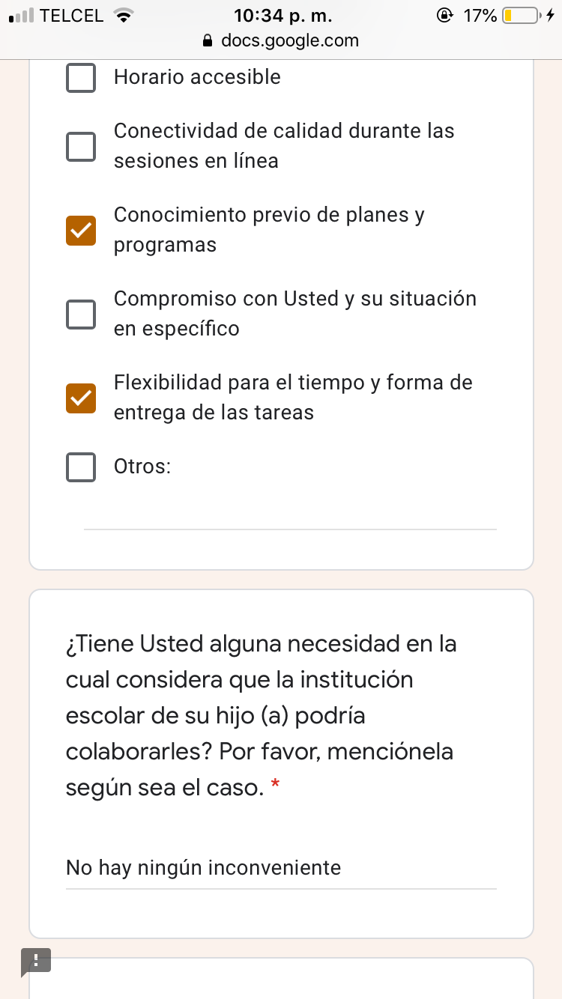 TELCEL 10:34 p. m. 17%
docs.google.com
Horario accesible
Conectividad de calidad durante las
sesiones en línea
Conocimiento previo de planes y
programas
Compromiso con Usted y su situación
en específico
Flexibilidad para el tiempo y forma de
entrega de las tareas
Otros:
¿Tiene Usted alguna necesidad en la
cual considera que la institución
escolar de su hijo (a) podría
colaborarles? Por favor, menciónela
según sea el caso. *
No hay ningún inconveniente